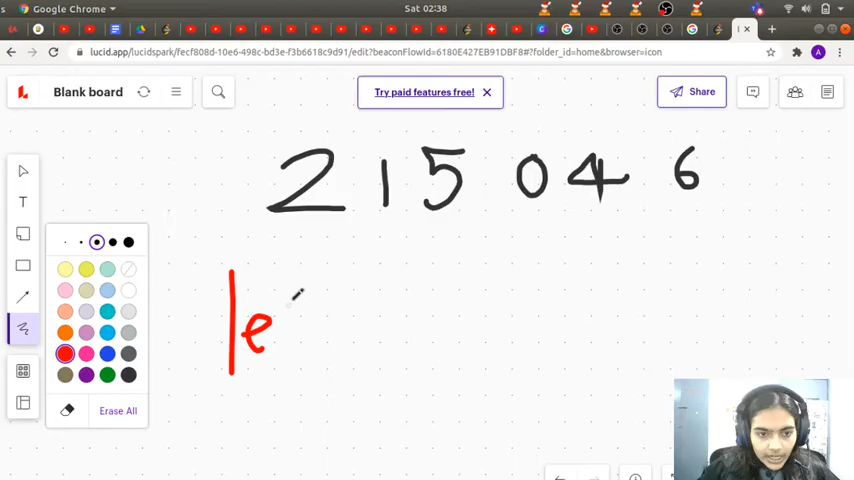 Google Chrome
Sat 02:38
lucid.app/lucidspark/fecf808d-10e6-498c-bd3e-f3b6618c9d91/edit?beaconFlowId=6180E427EB91DBF8#?folder_id=home&browser=icon
A
Blank board
Try paid features free!
Share
2 1 5 0 4 6
T
le
Erase All